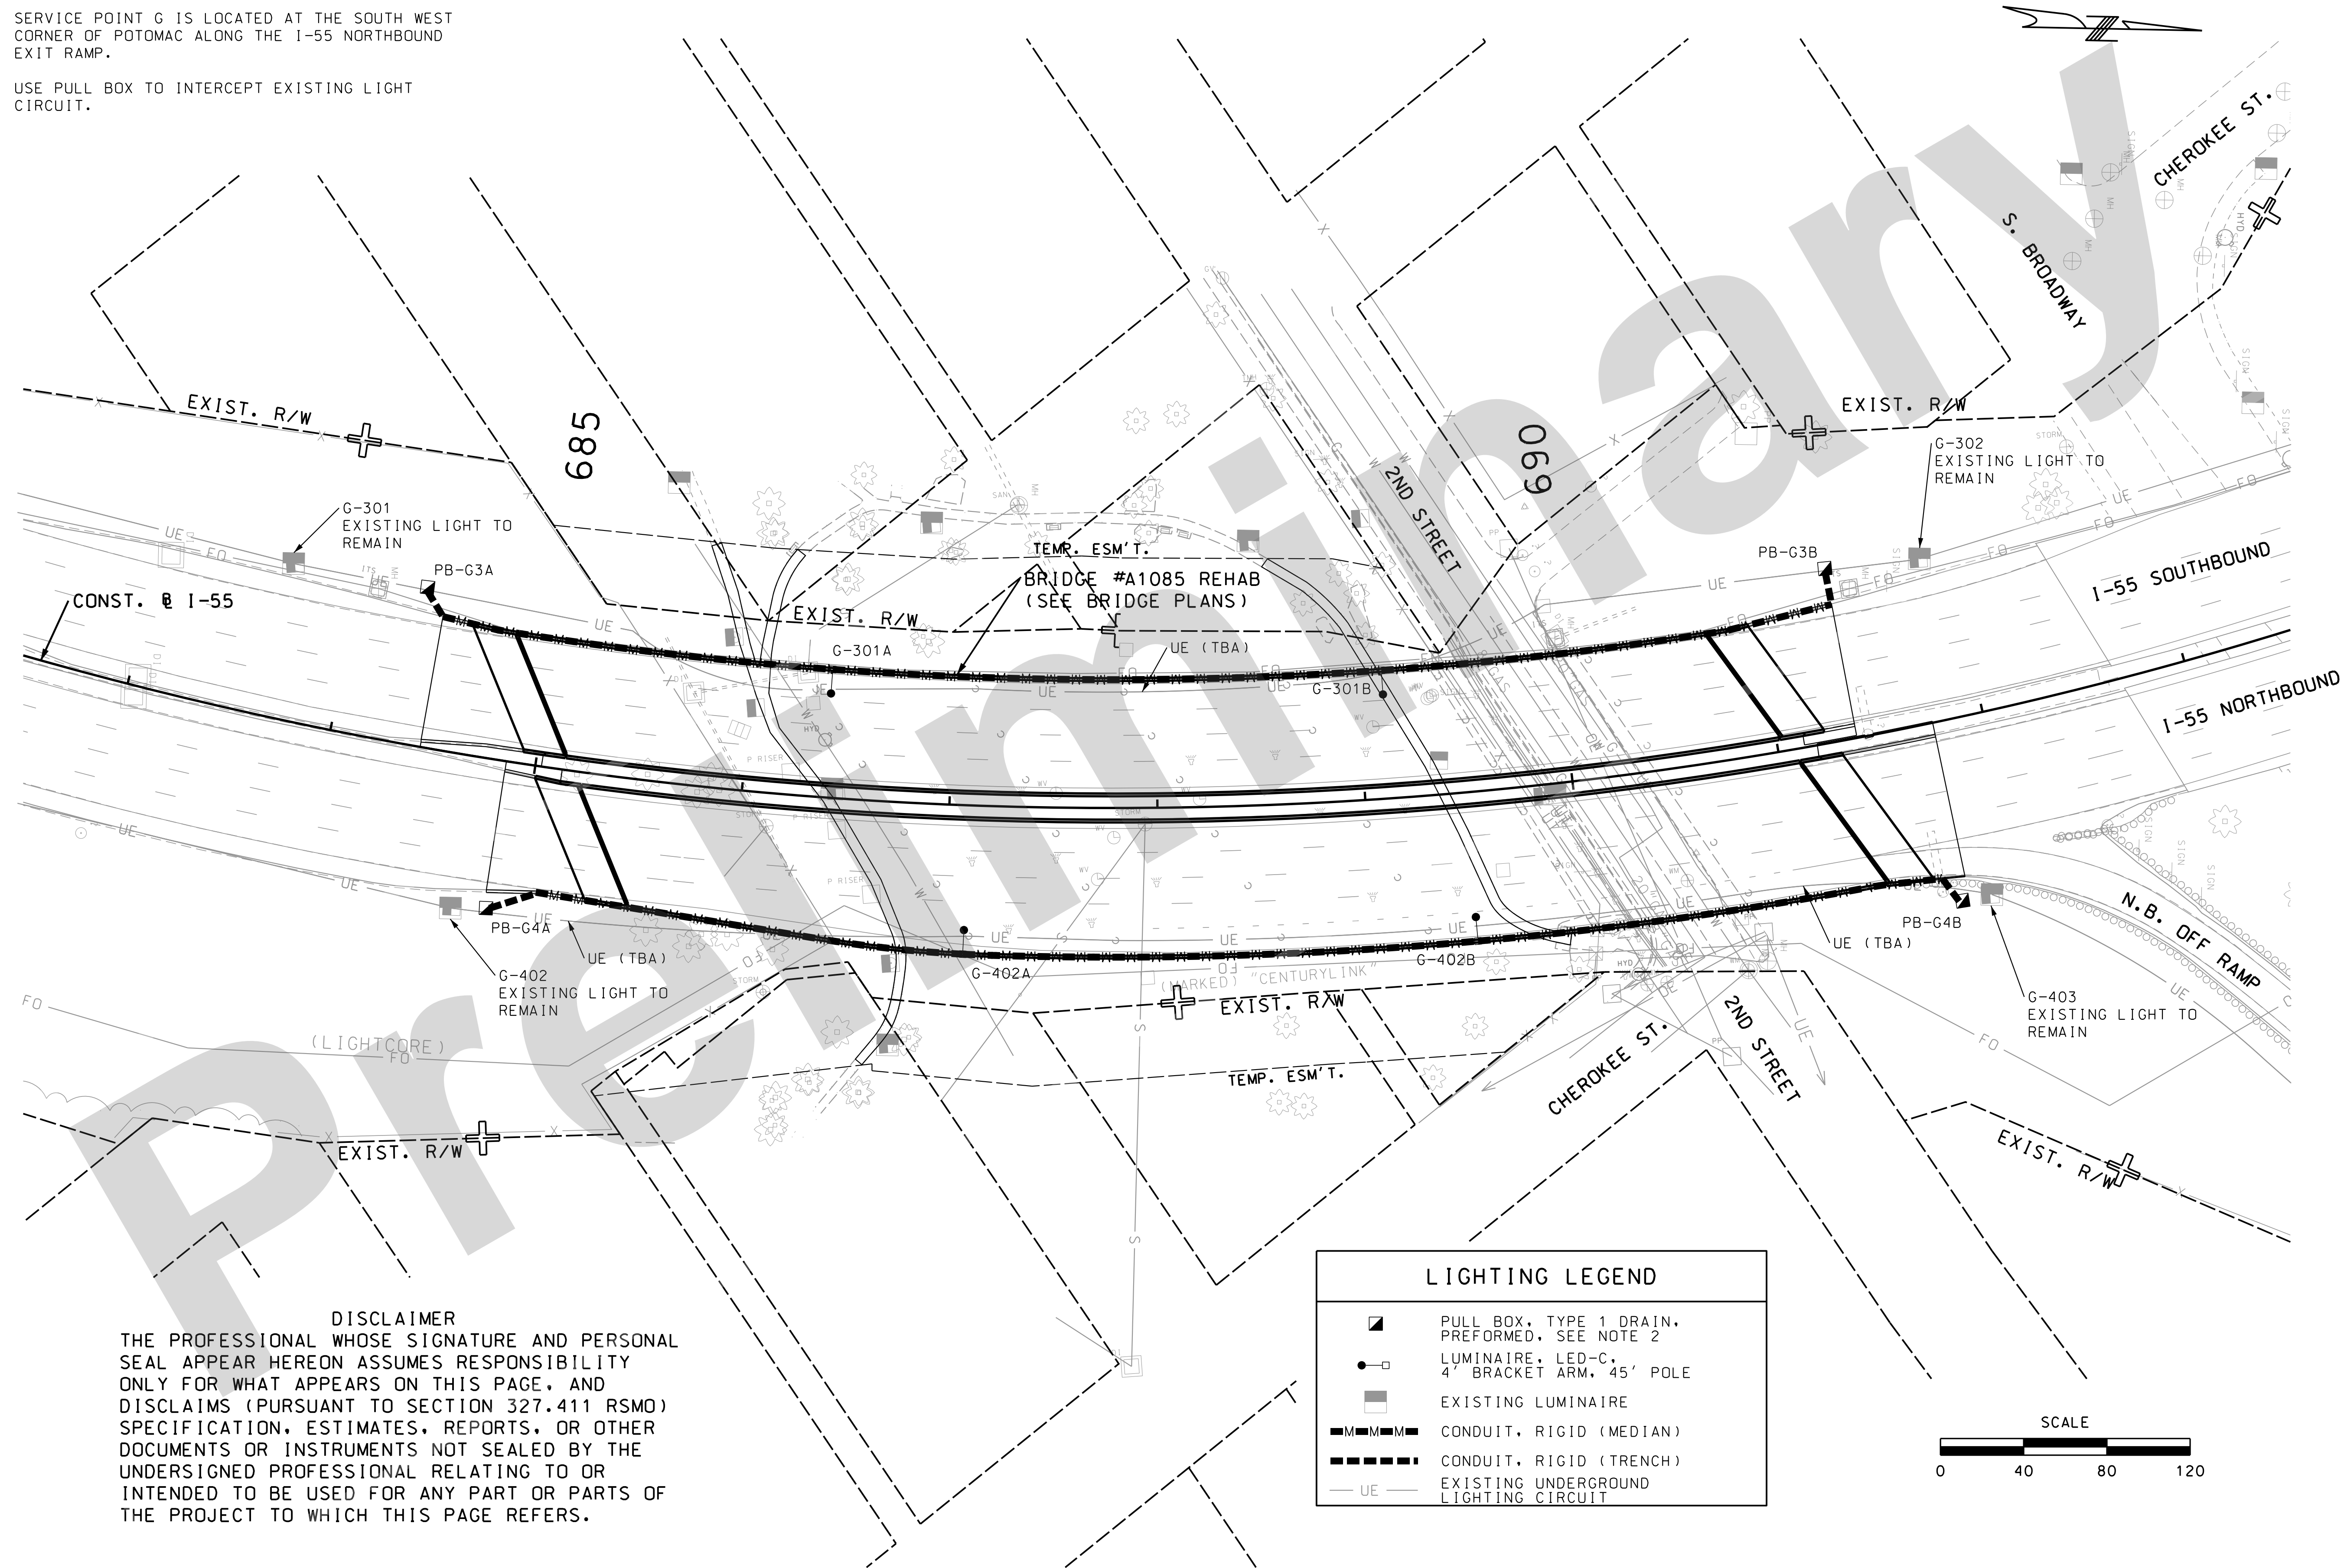 SERVICE POINT G IS LOCATED AT THE SOUTH WEST
CORNER OF POTOMAC ALONG THE I-55 NORTHBOUND
EXIT RAMP.
USE PULL BOX TO INTERCEPT EXISTING LIGHT
CIRCUIT.
CHEROKEE ST.
S. BROADWAY
EXIST. R/W
685
690
EXIST. R/W
G-302
EXISTING LIGHT TO
REMAIN
G-301
EXISTING LIGHT TO
REMAIN
2ND STREET
TEMP. ESM'T.
PB-G3A
PB-G3B
BRIDGE #A1085 REHAB
(SEE BRIDGE PLANS)
I-55 SOUTHBOUND
CONST. ℄ I-55
EXIST. R/W
G-301A
UE (TBA)
G-301B
I-55 NORTHBOUND
P RISER
STORM
P RISER
STORM
P RISER
SIGN
PB-G4A
PB-G4B
N.B. OFF RAMP
UE (TBA)
G-402A
G-402B
UE (TBA)
G-402
EXISTING LIGHT TO
REMAIN
(MARKED) "CENTURYLINK"
EXIST. R/W
G-403
EXISTING LIGHT TO
REMAIN
(LIGHTCORE)
FO
TEMP. ESM'T.
CHEROKEE ST.
2ND STREET
EXIST. R/W
EXIST. R/W
Preliminary
LIGHTING LEGEND
PULL BOX, TYPE 1 DRAIN,
PREFORMED, SEE NOTE 2
LUMINAIRE, LED-C,
4' BRACKET ARM, 45' POLE
EXISTING LUMINAIRE
M M M CONDUIT, RIGID (MEDIAN)
CONDUIT, RIGID (TRENCH)
UE EXISTING UNDERGROUND
LIGHTING CIRCUIT
DISCLAIMER
THE PROFESSIONAL WHOSE SIGNATURE AND PERSONAL
SEAL APPEAR HEREON ASSUMES RESPONSIBILITY
ONLY FOR WHAT APPEARS ON THIS PAGE, AND
DISCLAIMS (PURSUANT TO SECTION 327.411 RSMO)
SPECIFICATION, ESTIMATES, REPORTS, OR OTHER
DOCUMENTS OR INSTRUMENTS NOT SEALED BY THE
UNDERSIGNED PROFESSIONAL RELATING TO OR
INTENDED TO BE USED FOR ANY PART OR PARTS OF
THE PROJECT TO WHICH THIS PAGE REFERS.
SCALE
0 40 80 120